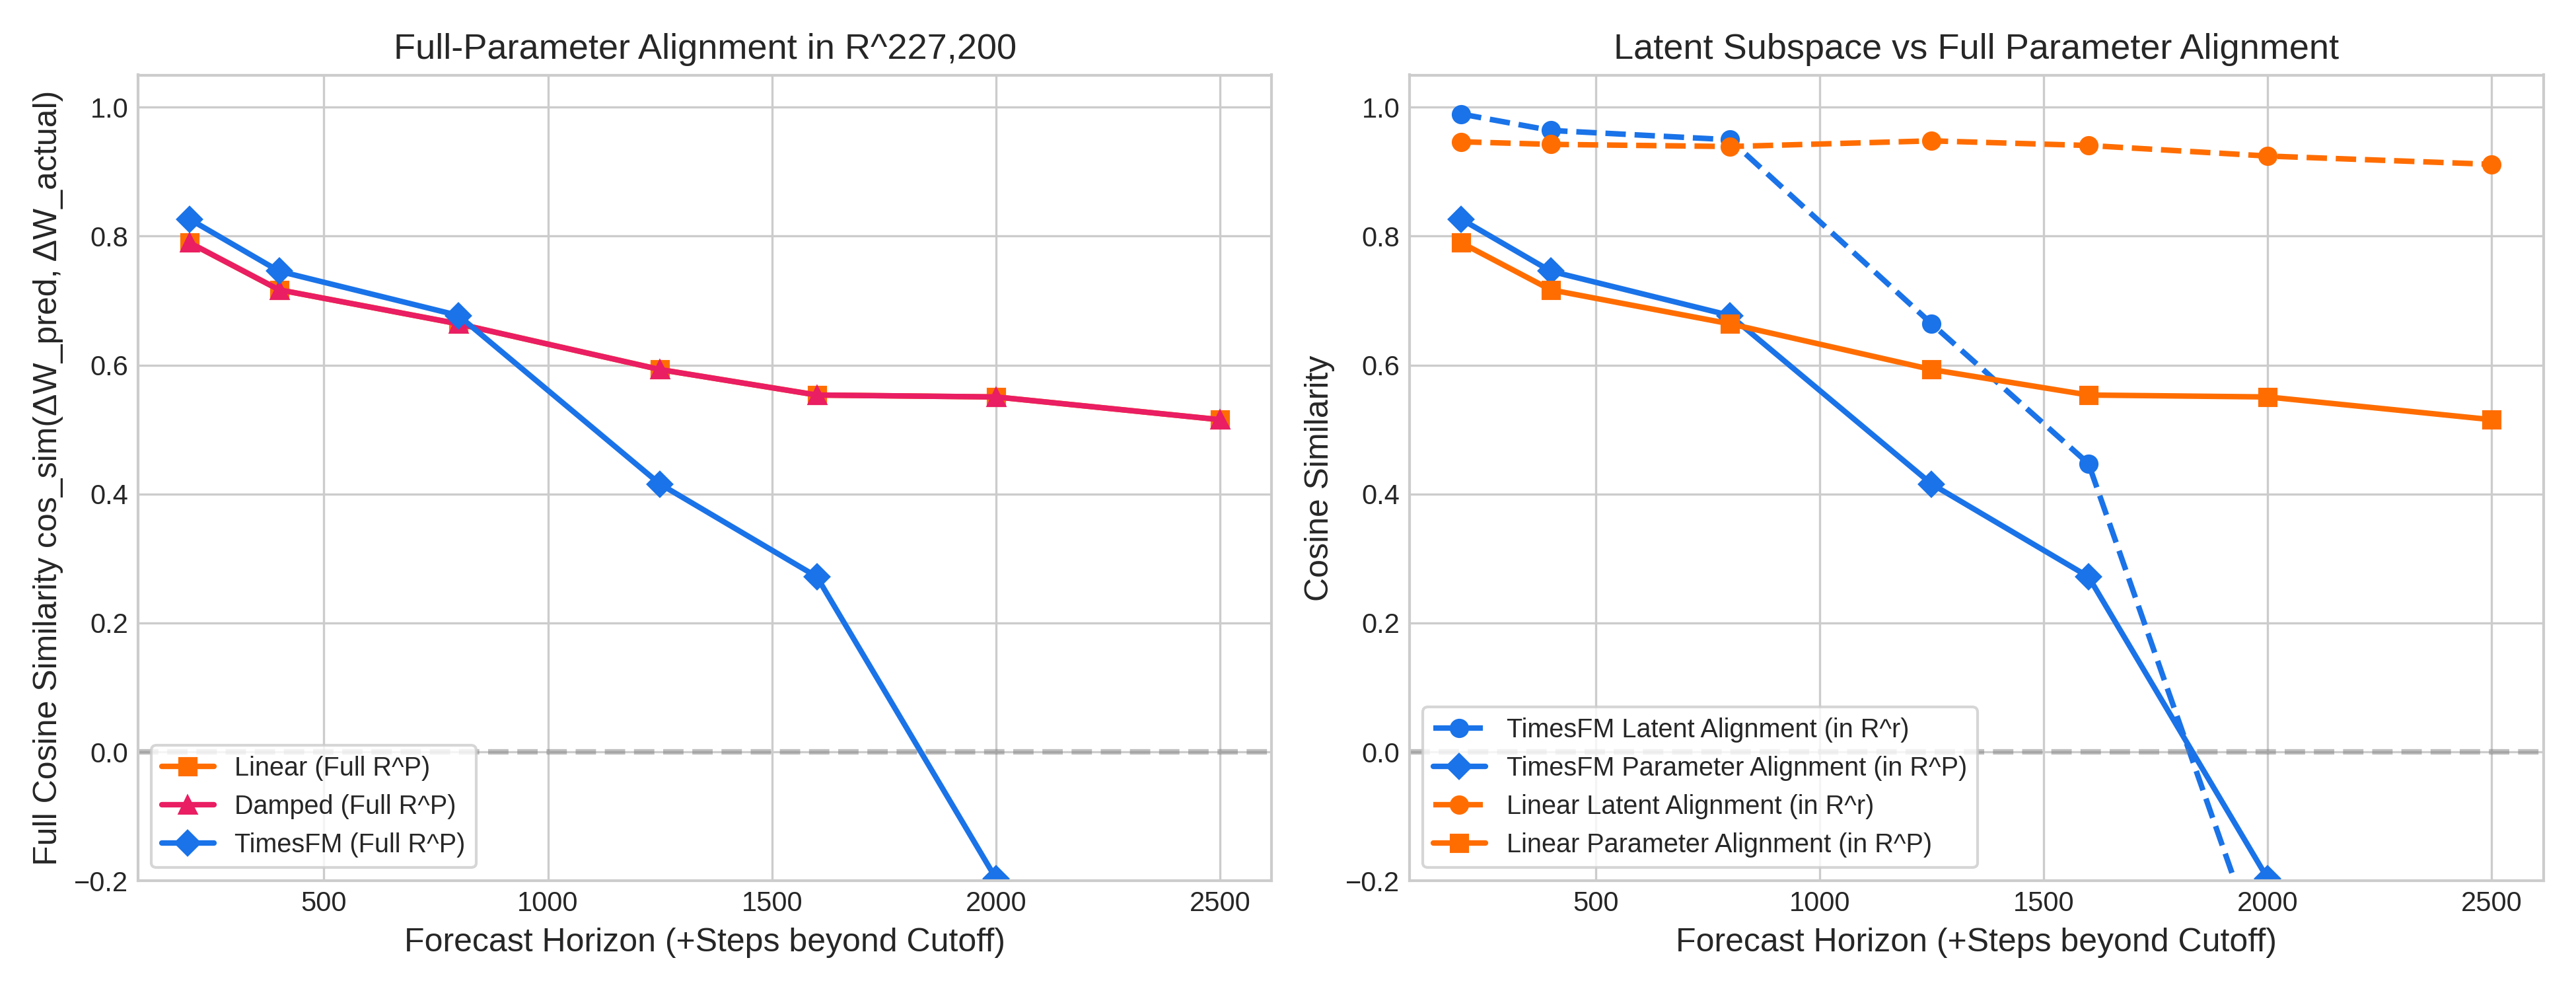 Full-Parameter Alignment in R^227,200
Full Cosine Similarity cos_sim(ΔW_pred, ΔW_actual)
1.0
0.8
0.6
0.4
0.2
0.0
−0.2
Linear (Full R^P)
Damped (Full R^P)
TimesFM (Full R^P)
500
1000
1500
2000
2500
Forecast Horizon (+Steps beyond Cutoff)
Latent Subspace vs Full Parameter Alignment
Cosine Similarity
1.0
0.8
0.6
0.4
0.2
0.0
−0.2
TimesFM Latent Alignment (in R^r)
TimesFM Parameter Alignment (in R^P)
Linear Latent Alignment (in R^r)
Linear Parameter Alignment (in R^P)
500
1000
1500
2000
2500
Forecast Horizon (+Steps beyond Cutoff)